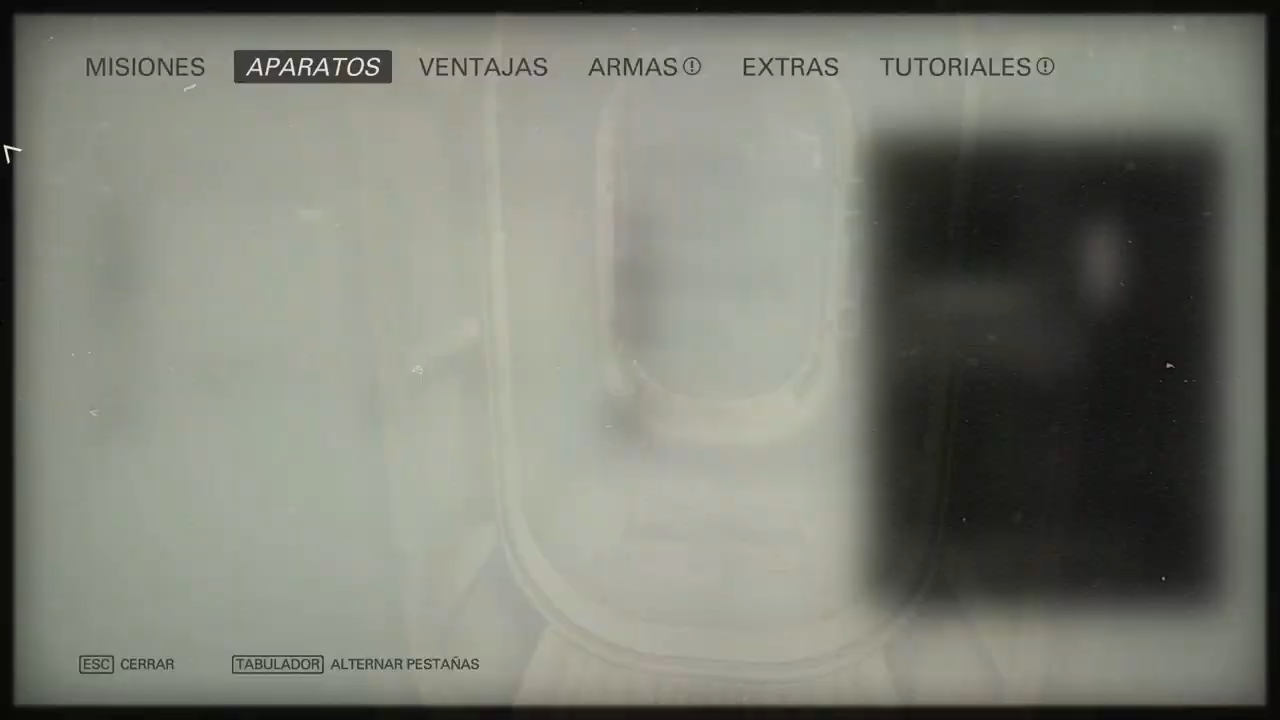 MISIONES APARATOS VENTAJAS ARMAS EXTRAS TUTORIALES
ESC CERRAR TABULADOR ALTERNAR PESTAÑAS